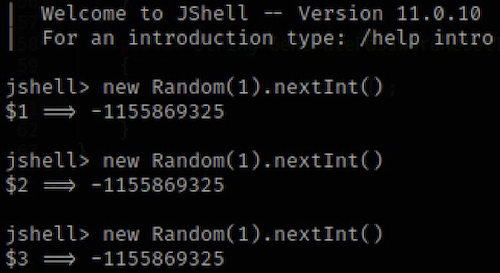 | Welcome to JShell -- Version 11.0.10
| For an introduction type: /help intro
jshell> new Random(1).nextInt()
$1 ==> -1155869325
jshell> new Random(1).nextInt()
$2 ==> -1155869325
jshell> new Random(1).nextInt()
$3 ==> -1155869325